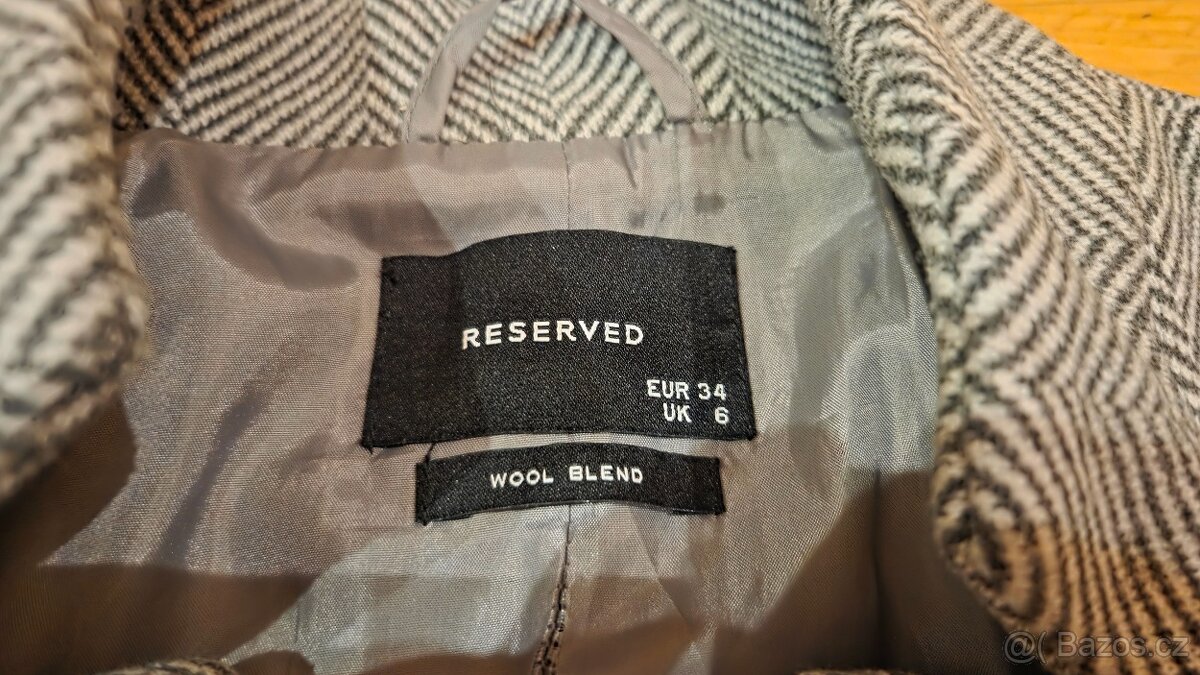 RESERVED
EUR 34
UK 6
WOOL BLEND
@( Bazos.cz